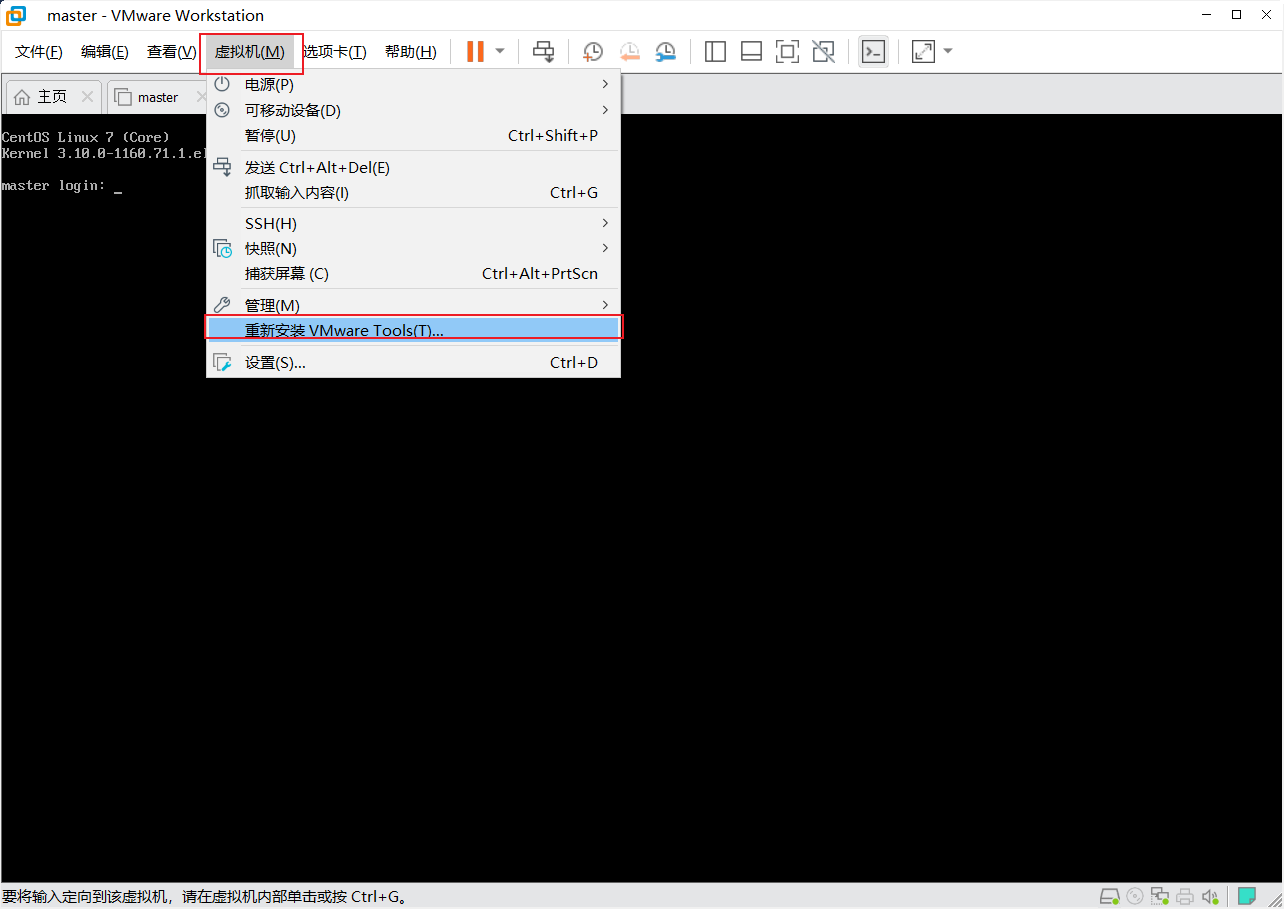 master - VMware Workstation
文件(F) 编辑(E) 查看(V) 虚拟机(M) 选项卡(T) 帮助(H)
主页 master
电源(P)
可移动设备(D)
暂停(U) Ctrl+Shift+P
发送 Ctrl+Alt+Del(E)
抓取输入内容(I) Ctrl+G
SSH(H)
快照(N)
捕获屏幕 (C) Ctrl+Alt+PrtScn
管理(M)
重新安装 VMware Tools(T)...
设置(S)... Ctrl+D
CentOS Linux 7 (Core)
Kernel 3.10.0-1160.71.1.el
master login: _
要将输入定向到该虚拟机，请在虚拟机内部单击或按 Ctrl+G。